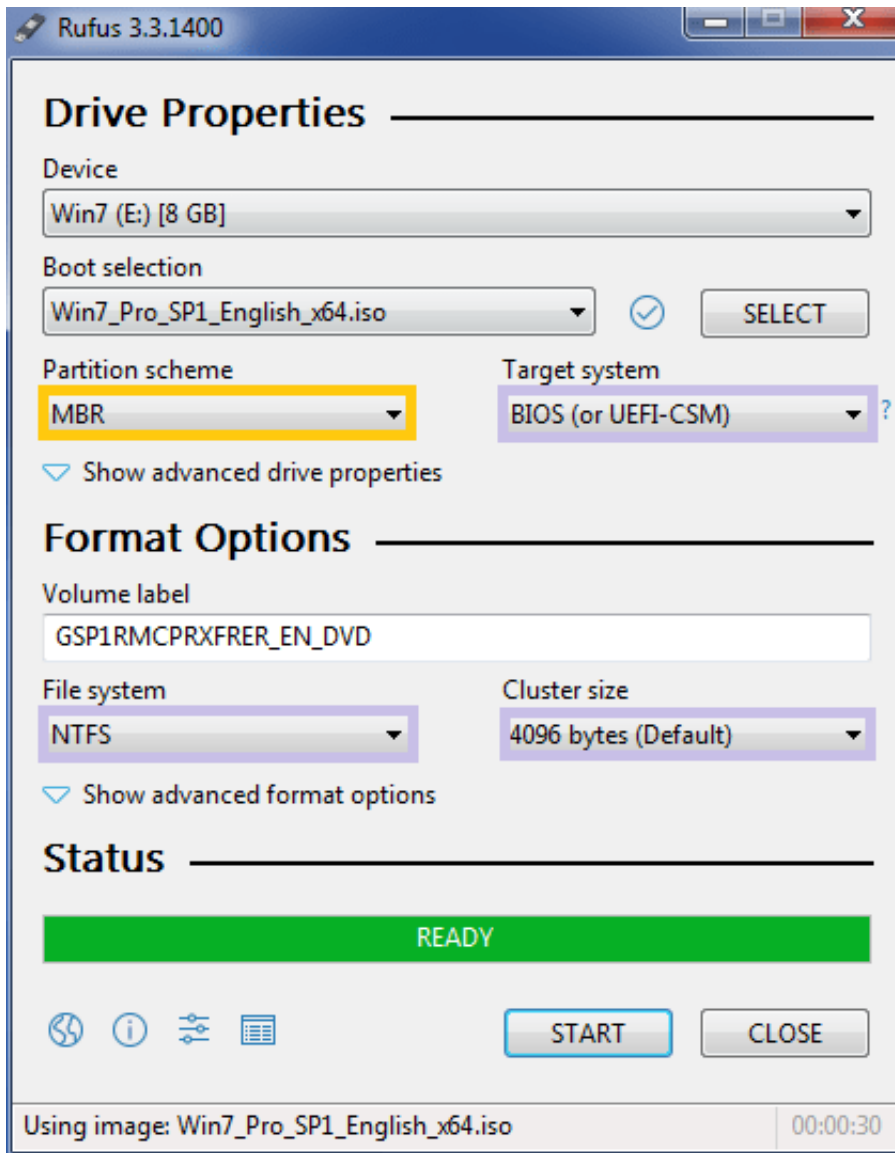 Rufus 3.3.1400
Drive Properties
Device
Win7 (E:) [8 GB]
Boot selection
Win7_Pro_SP1_English_x64.iso
SELECT
Partition scheme
Target system
MBR
BIOS (or UEFI-CSM)
?
Show advanced drive properties
Format Options
Volume label
GSP1RMCPRXFRER_EN_DVD
File system
Cluster size
NTFS
4096 bytes (Default)
Show advanced format options
Status
READY
START
CLOSE
Using image: Win7_Pro_SP1_English_x64.iso
00:00:30